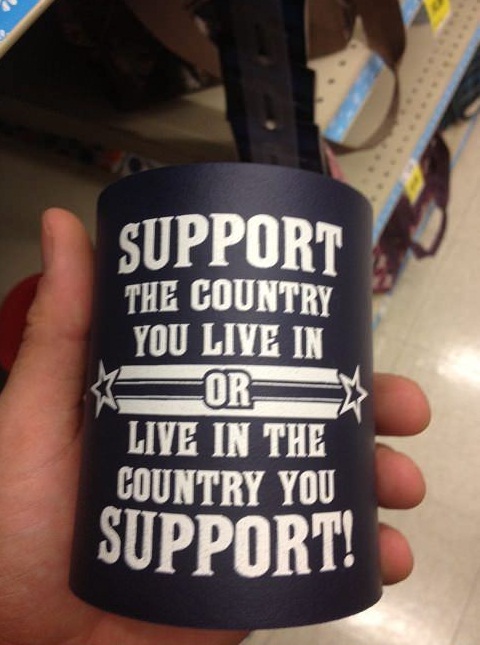 SUPPORT
THE COUNTRY
YOU LIVE IN
OR
LIVE IN THE
COUNTRY YOU
SUPPORT!